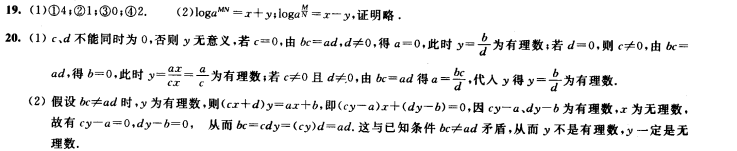 19. (1)①4;②1;③0;④2. (2)logaᴹᴺ=x+y;loga^{\frac{M}{N}}=x-y,证明略.
20. (1) c、d 不能同时为 0,否则 y 无意义,若 c=0,由 bc=ad,d≠0,得 a=0,此时 y=\frac{b}{d}为有理数;若 d=0,则 c≠0,由 bc=
ad,得 b=0,此时 y=\frac{ax}{cx}=\frac{a}{c}为有理数;若 c≠0 且 d≠0,由 bc=ad 得 a=\frac{bc}{d},代入 y 得 y=\frac{b}{d}为有理数.
(2) 假设 bc≠ad 时,y 为有理数,则(cx+d)y=ax+b,即(cy-a)x+(dy-b)=0,因 cy-a、dy-b 为有理数,x 为无理数,
故有 cy-a=0,dy-b=0, 从而 bc=cdy=(cy)d=ad.这与已知条件 bc≠ad 矛盾,从而 y 不是有理数,y 一定是无
理数.